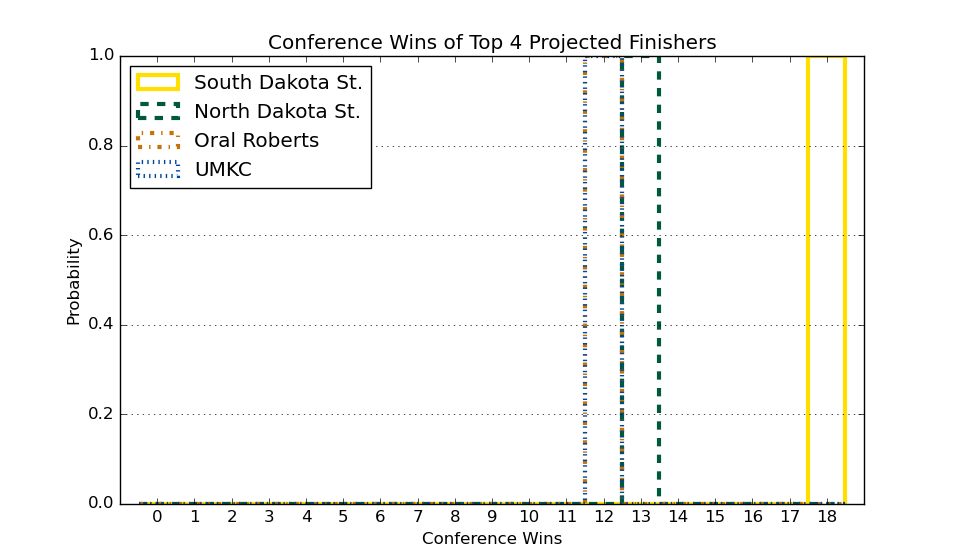 Conference Wins of Top 4 Projected Finishers
South Dakota St.
North Dakota St.
Oral Roberts
UMKC
1.0
0.8
0.6
0.4
0.2
0.0
Probability
0 1 2 3 4 5 6 7 8 9 10 11 12 13 14 15 16 17 18
Conference Wins